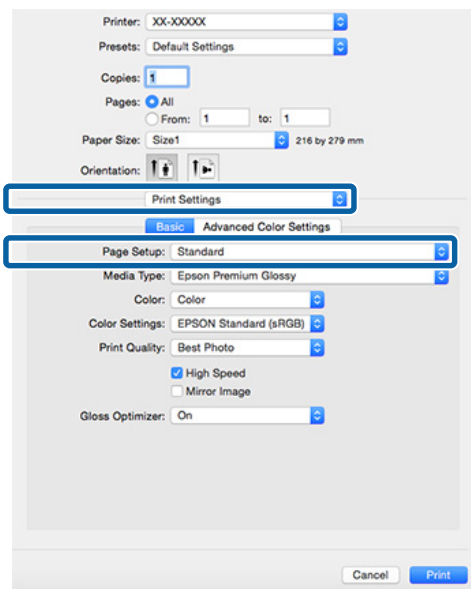 Printer: XX-XXXXX
Presets: Default Settings
Copies: 1
Pages: All
From: 1 to: 1
Paper Size: Size1 216 by 279 mm
Orientation:
Print Settings
Basic Advanced Color Settings
Page Setup: Standard
Media Type: Epson Premium Glossy
Color: Color
Color Settings: EPSON Standard (sRGB)
Print Quality: Best Photo
High Speed
Mirror Image
Gloss Optimizer: On
Cancel Print